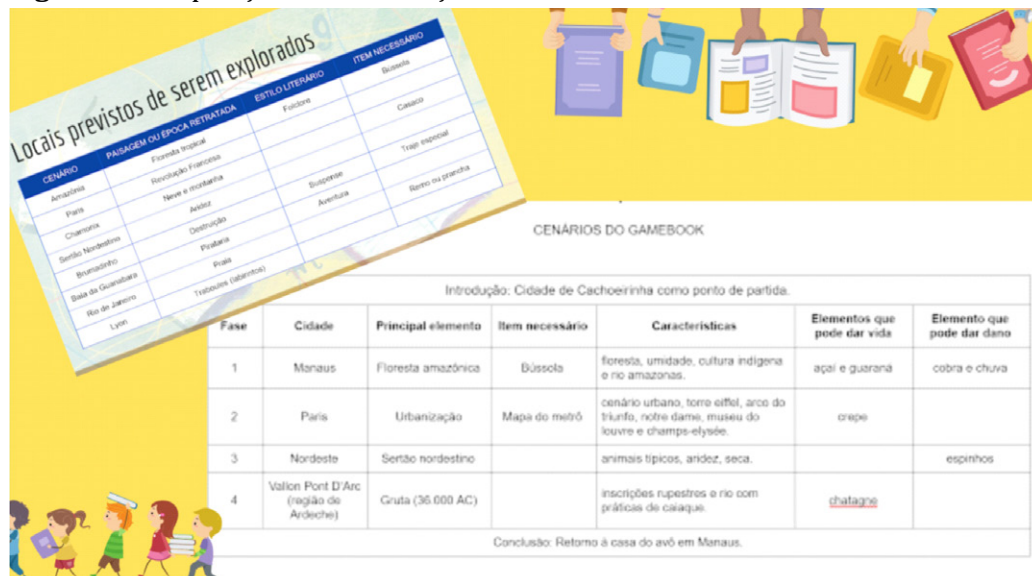 Locais previstos de serem explorados
CENÁRIO PAISAGEM OU ÉPOCA RETRATADA ESTILO LITERÁRIO ITEM NECESSÁRIO
Amazônia Floresta tropical Folclore Bússola
Paris Revolução Francesa
Chamonix Neve e montanha Casaco
Sertão Nordestino Aridez
Brumadinho Destruição Suspense Traje especial
Baía da Guanabara Pirataria Aventura
Rio de Janeiro Praia Remo ou prancha
Lyon Traboules (labirintos)
CENÁRIOS DO GAMEBOOK
Introdução: Cidade de Cachoeirinha como ponto de partida.
Fase Cidade Principal elemento Item necessário Características Elementos que Elemento que
pode dar vida pode dar dano
1 Manaus Floresta amazônica Bússola floresta, umidade, cultura indígena açaí e guaraná cobra e chuva
e rio amazonas.
2 Paris Urbanização Mapa do metrô cenário urbano, torre eiffel, arco do crepe
triunfo, notre dame, museu do
louvre e champs-elysée.
3 Nordeste Sertão nordestino animais típicos, aridez, seca. espinhos
4 Vallon Pont D'Arc Gruta (36.000 AC) inscrições rupestres e rio com chatagne
(região de práticas de caiaque.
Ardeche)
Conclusão: Retorno à casa do avô em Manaus.